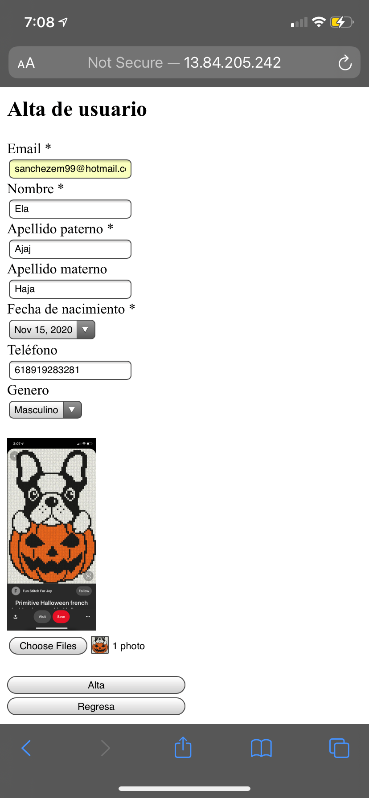 7:08
AA Not Secure — 13.84.205.242
Alta de usuario
Email *
sanchezem99@hotmail.c
Nombre *
Ela
Apellido paterno *
Ajaj
Apellido materno
Haja
Fecha de nacimiento *
Nov 15, 2020
Teléfono
618919283281
Genero
Masculino
Primitive Halloween french
Visit Save
Choose Files 1 photo
Alta
Regresa